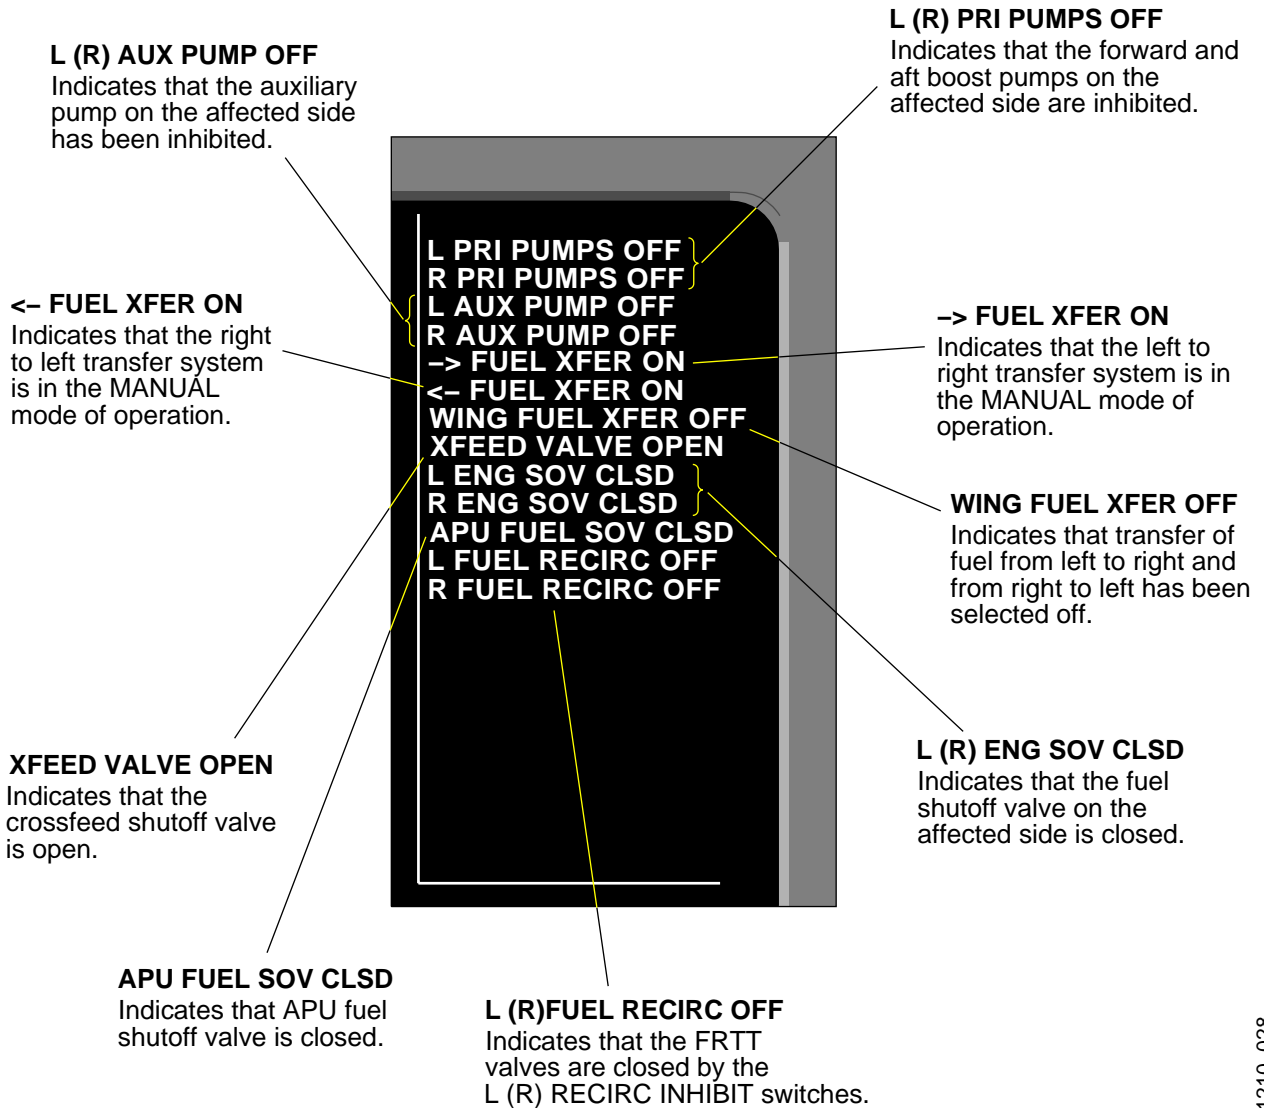 L (R) AUX PUMP OFF
Indicates that the auxiliary
pump on the affected side
has been inhibited.
L (R) PRI PUMPS OFF
Indicates that the forward and
aft boost pumps on the
affected side are inhibited.
L PRI PUMPS OFF
R PRI PUMPS OFF
L AUX PUMP OFF
R AUX PUMP OFF
–> FUEL XFER ON
<– FUEL XFER ON
WING FUEL XFER OFF
XFEED VALVE OPEN
L ENG SOV CLSD
R ENG SOV CLSD
APU FUEL SOV CLSD
L FUEL RECIRC OFF
R FUEL RECIRC OFF
<– FUEL XFER ON
Indicates that the right
to left transfer system
is in the MANUAL
mode of operation.
–> FUEL XFER ON
Indicates that the left to
right transfer system is in
the MANUAL mode of
operation.
WING FUEL XFER OFF
Indicates that transfer of
fuel from left to right and
from right to left has been
selected off.
XFEED VALVE OPEN
Indicates that the
crossfeed shutoff valve
is open.
L (R) ENG SOV CLSD
Indicates that the fuel
shutoff valve on the
affected side is closed.
APU FUEL SOV CLSD
Indicates that APU fuel
shutoff valve is closed.
L (R)FUEL RECIRC OFF
Indicates that the FRTT
valves are closed by the
L (R) RECIRC INHIBIT switches.